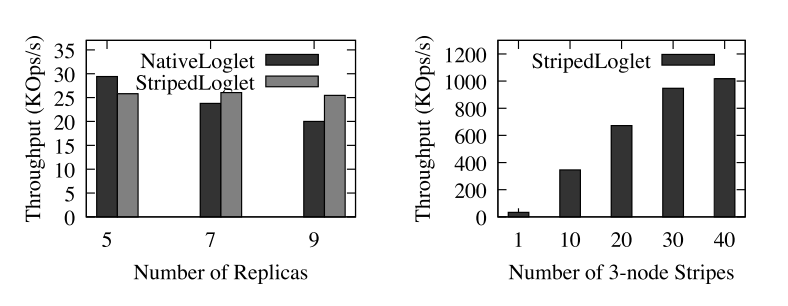 Throughput (KOps/s)
35
30
25
20
15
10
5
0
NativeLoglet
StripedLoglet
5 7 9
Number of Replicas
Throughput (KOps/s)
1200
1000
800
600
400
200
0
StripedLoglet
1 10 20 30 40
Number of 3-node Stripes